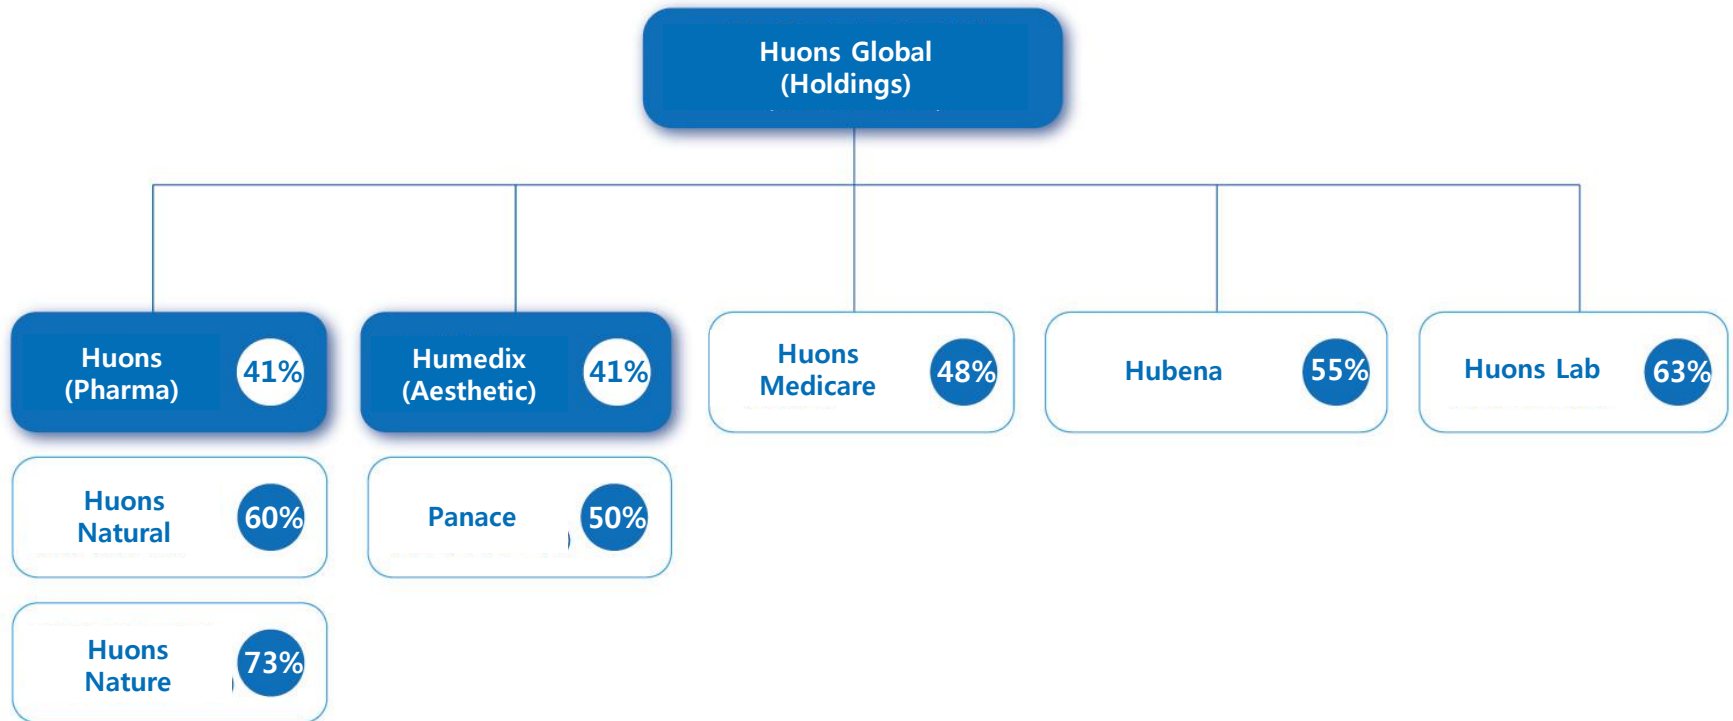 Huons Global
(Holdings)
Huons
(Pharma)
41%
Humedix
(Aesthetic)
41%
Huons
Medicare
48%
Hubena
55%
Huons Lab
63%
Huons
Natural
60%
Panace
50%
Huons
Nature
73%